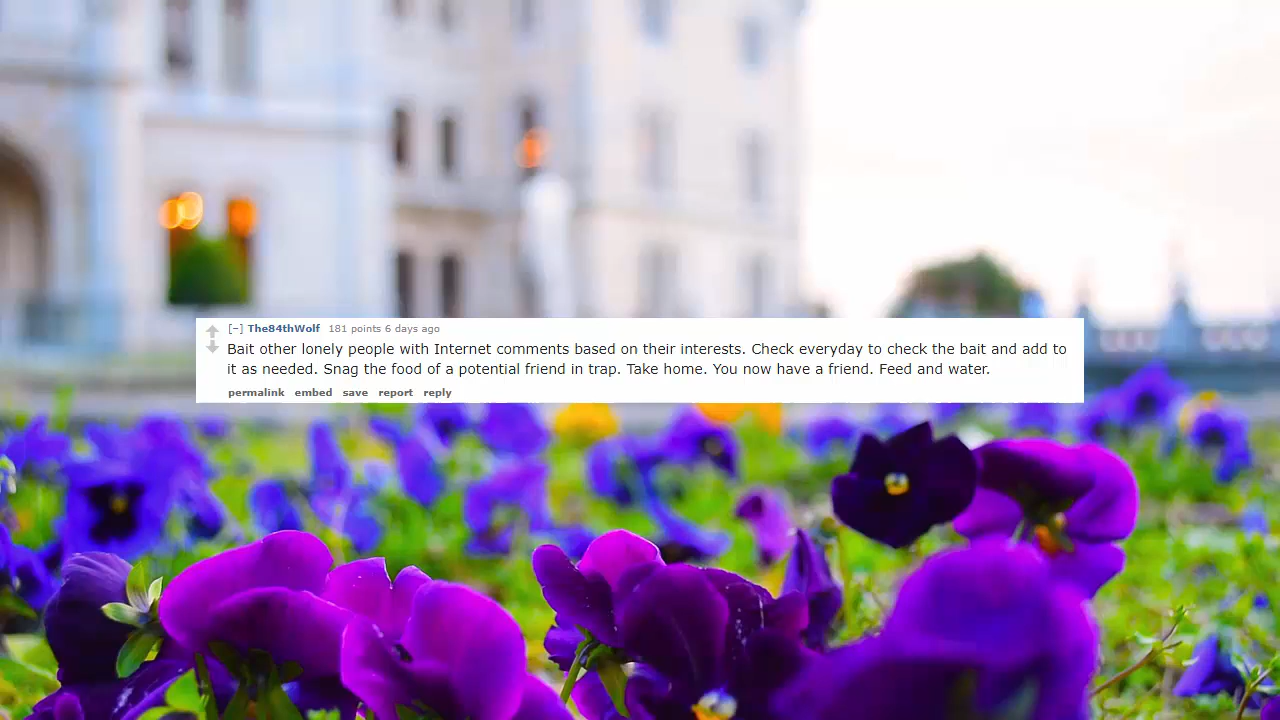 [–] The84thWolf 181 points 6 days ago
Bait other lonely people with Internet comments based on their interests. Check everyday to check the bait and add to
it as needed. Snag the food of a potential friend in trap. Take home. You now have a friend. Feed and water.
permalink embed save report reply